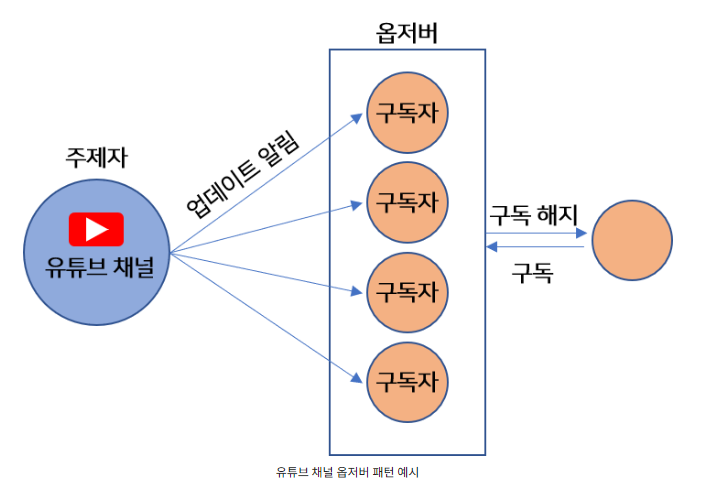 옵저버
주제자
업데이트 알림
유튜브 채널
구독자
구독자
구독자
구독자
구독 해지
구독
유튜브 채널 옵저버 패턴 예시